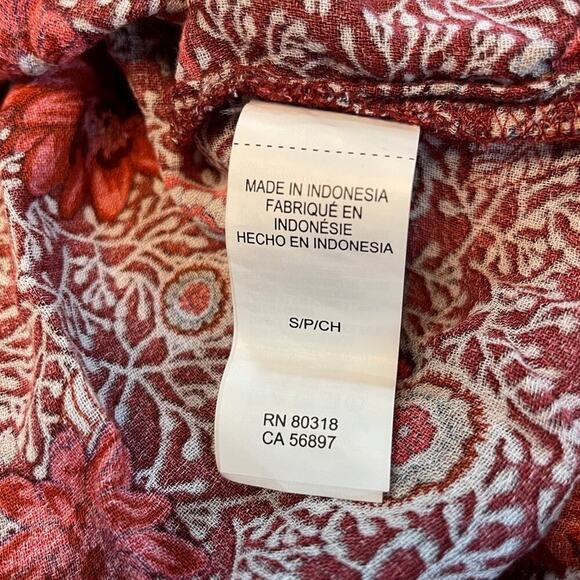 MADE IN INDONESIA
FABRIQUÉ EN
INDONÉSIE
HECHO EN INDONESIA
S/P/CH
RN 80318
CA 56897